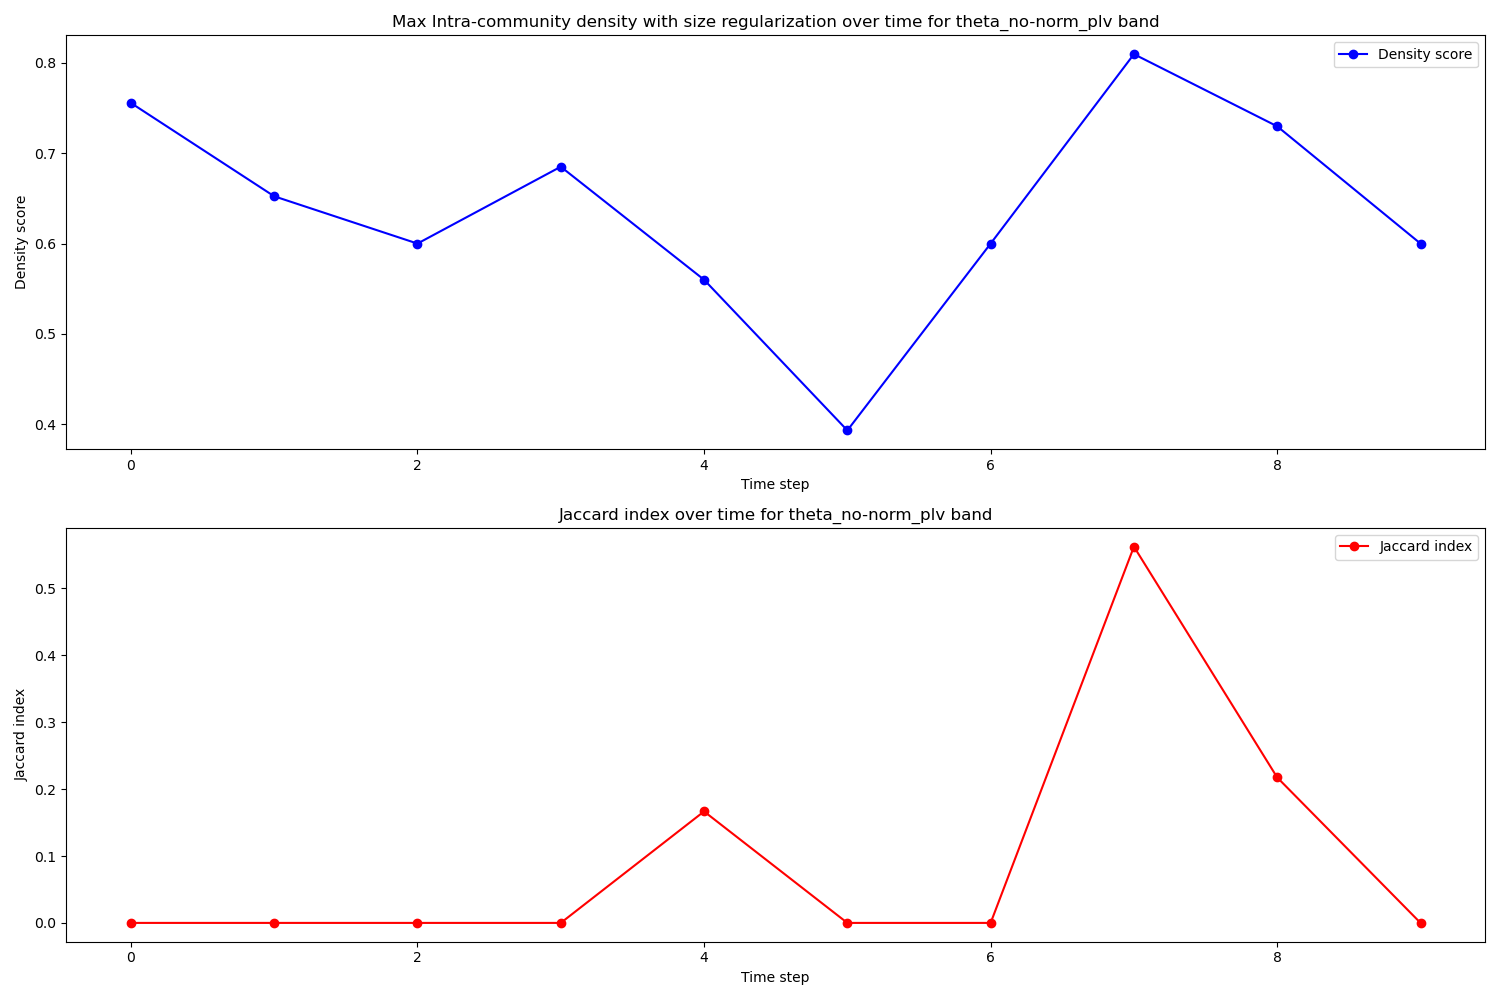 Max Intra-community density with size regularization over time for theta_no-norm_plv band
Density score
0.8
0.7
0.6
0.5
0.4
Density score
0 2 4 6 8
Time step
Jaccard index over time for theta_no-norm_plv band
Jaccard index
0.5
0.4
0.3
0.2
0.1
0.0
Jaccard index
0 2 4 6 8
Time step